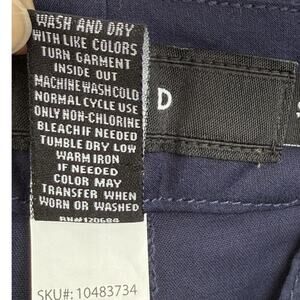 WASH AND DRY
WITH LIKE COLORS
TURN GARMENT
INSIDE OUT
MACHINE WASH COLD
NORMAL CYCLE USE
ONLY NON-CHLORINE
BLEACH IF NEEDED
TUMBLE DRY LOW
WARM IRON
IF NEEDED
COLOR MAY
TRANSFER WHEN
WORN OR WASHED
RN#120684
D
SKU#: 10483734